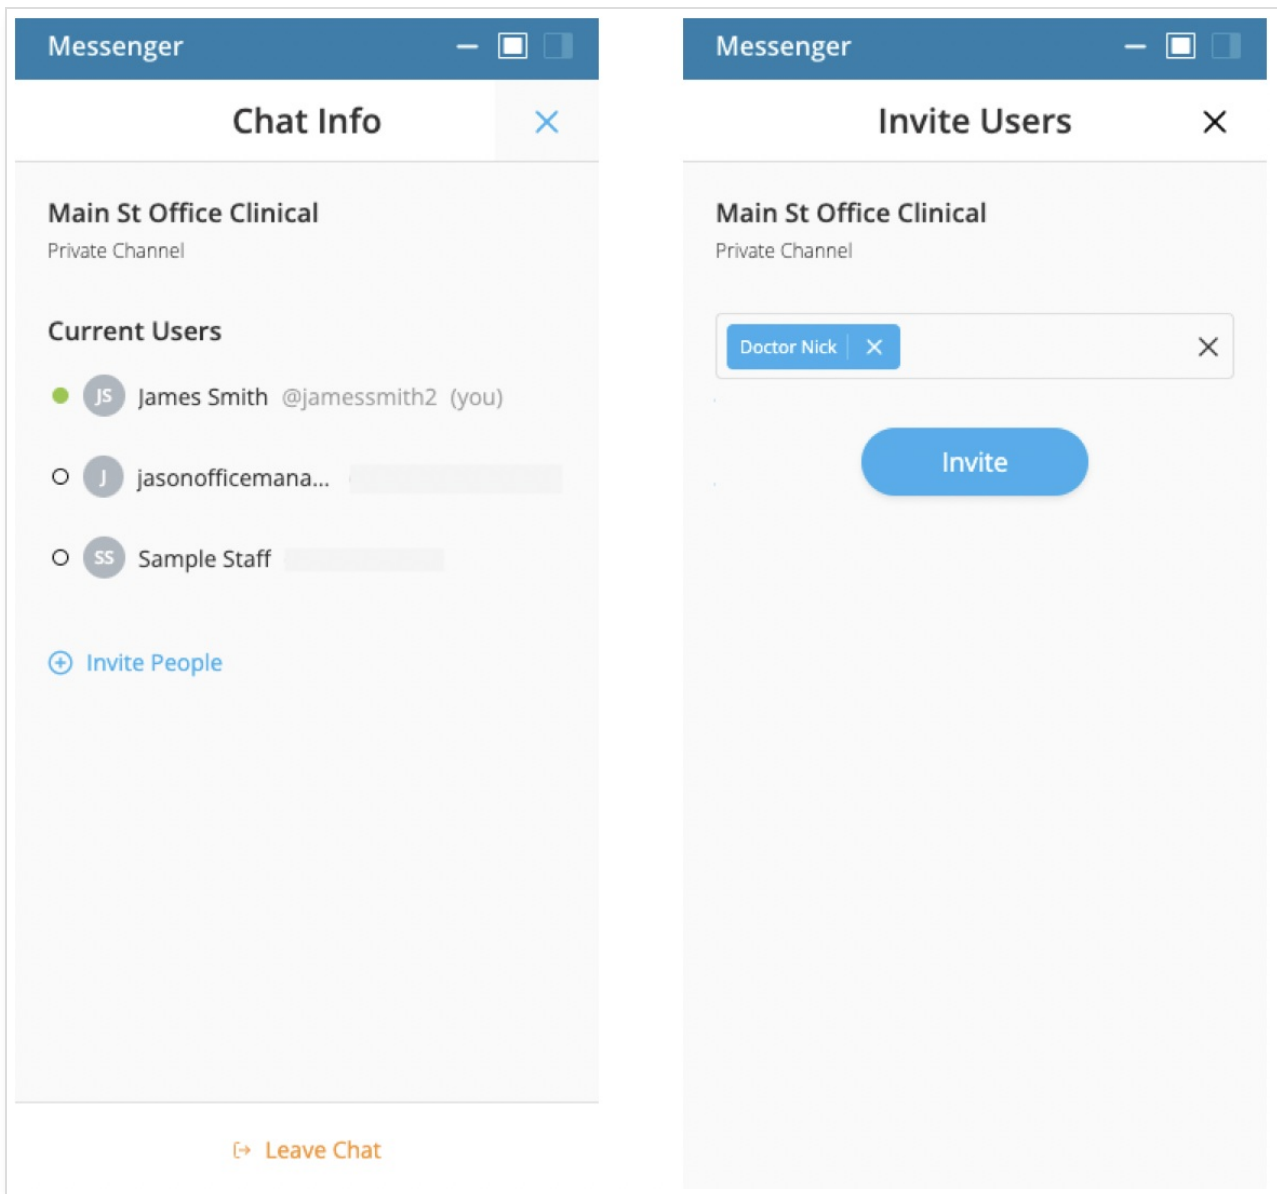 Messenger
Chat Info
Main St Office Clinical
Private Channel
Current Users
JS James Smith @jamessmith2 (you)
J jasonofficemana...
SS Sample Staff
Invite People
Leave Chat
Messenger
Invite Users
Main St Office Clinical
Private Channel
Doctor Nick
Invite